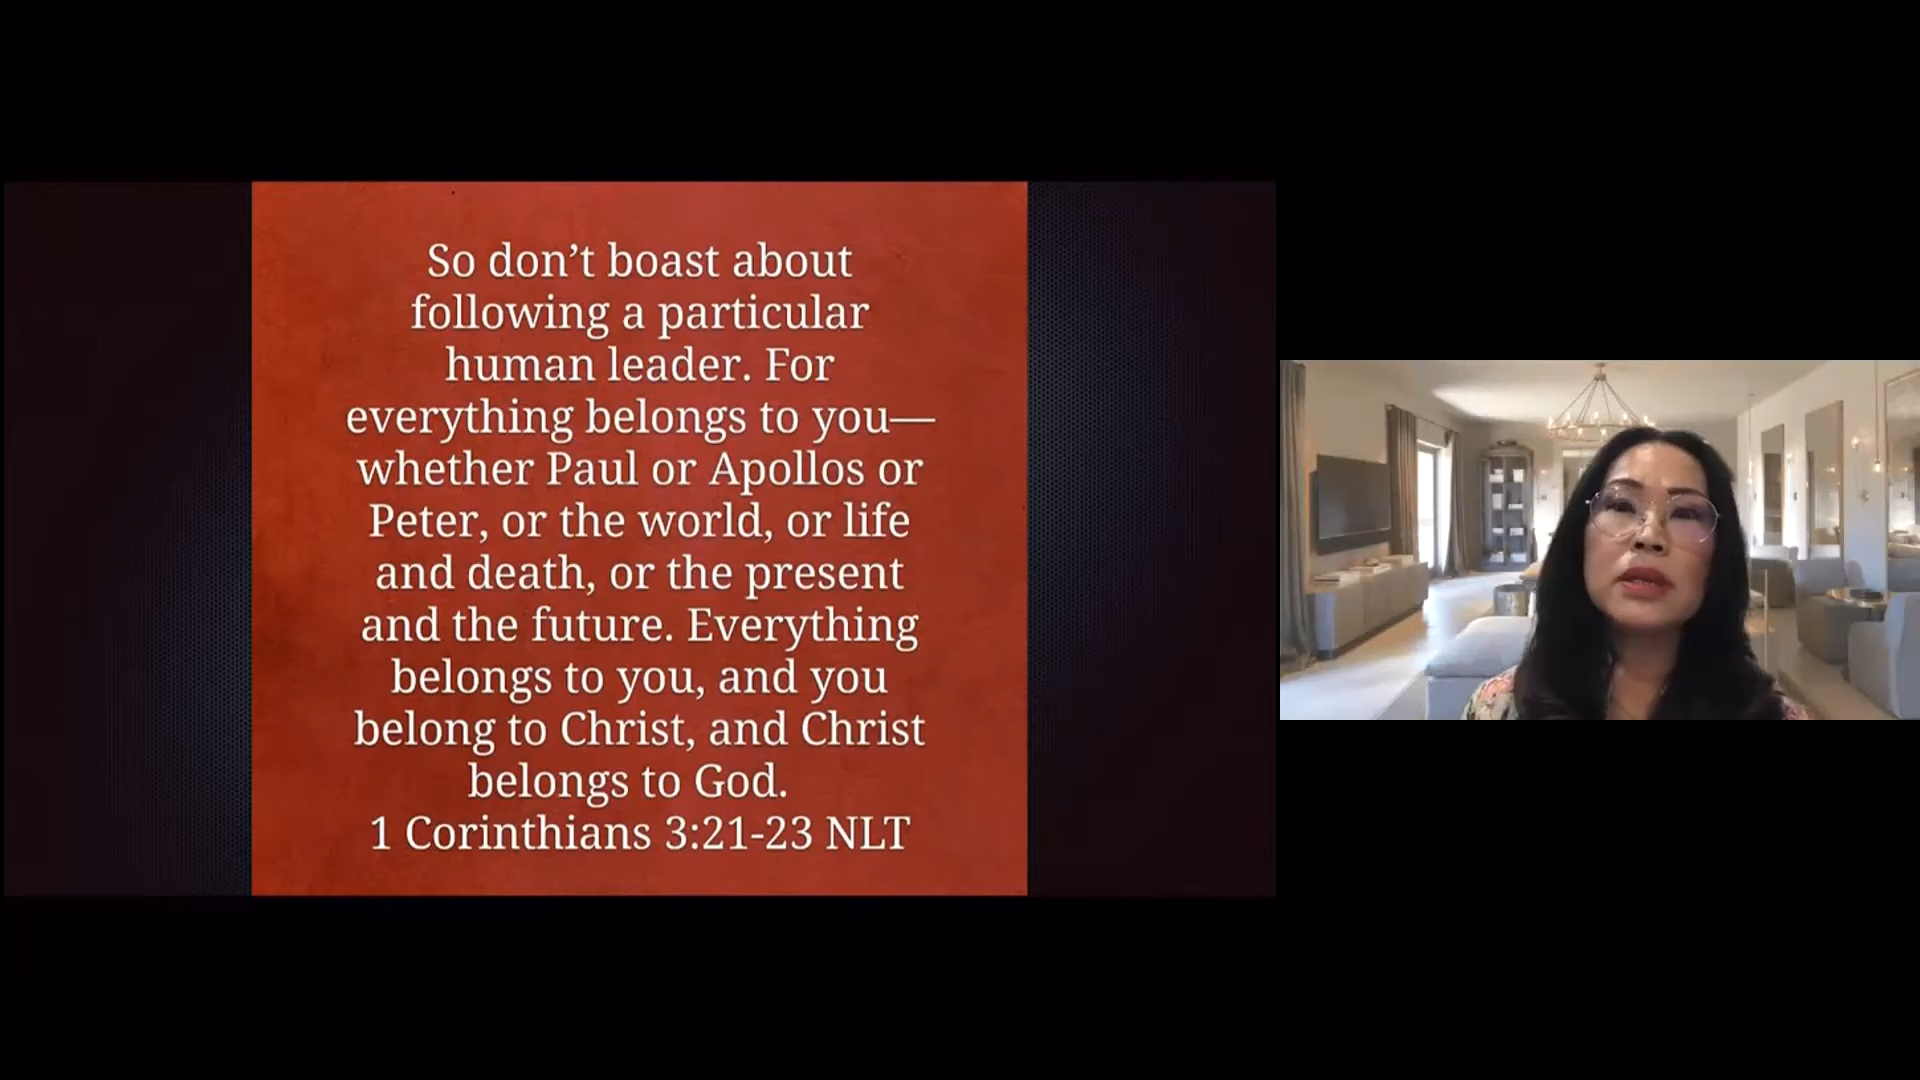 So don’t boast about
following a particular
human leader. For
everything belongs to you—
whether Paul or Apollos or
Peter, or the world, or life
and death, or the present
and the future. Everything
belongs to you, and you
belong to Christ, and Christ
belongs to God.
1 Corinthians 3:21-23 NLT